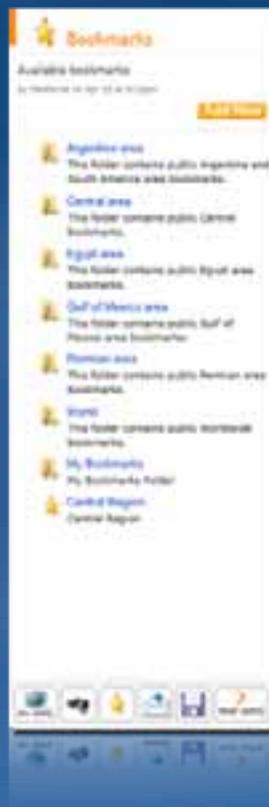 Bookmarks
Available bookmarks
Add New
Argentina area
This folder contains public Argentina and
South America area bookmarks.
Central area
This folder contains public Central
bookmarks.
Egypt area
This folder contains public Egypt area
bookmarks.
Gulf of Mexico area
This folder contains public Gulf of
Mexico area bookmarks.
Permian area
This folder contains public Permian area
bookmarks.
World
This folder contains public Worldwide
bookmarks.
My Bookmarks
My Bookmarks Folder
Central Region
Central Region